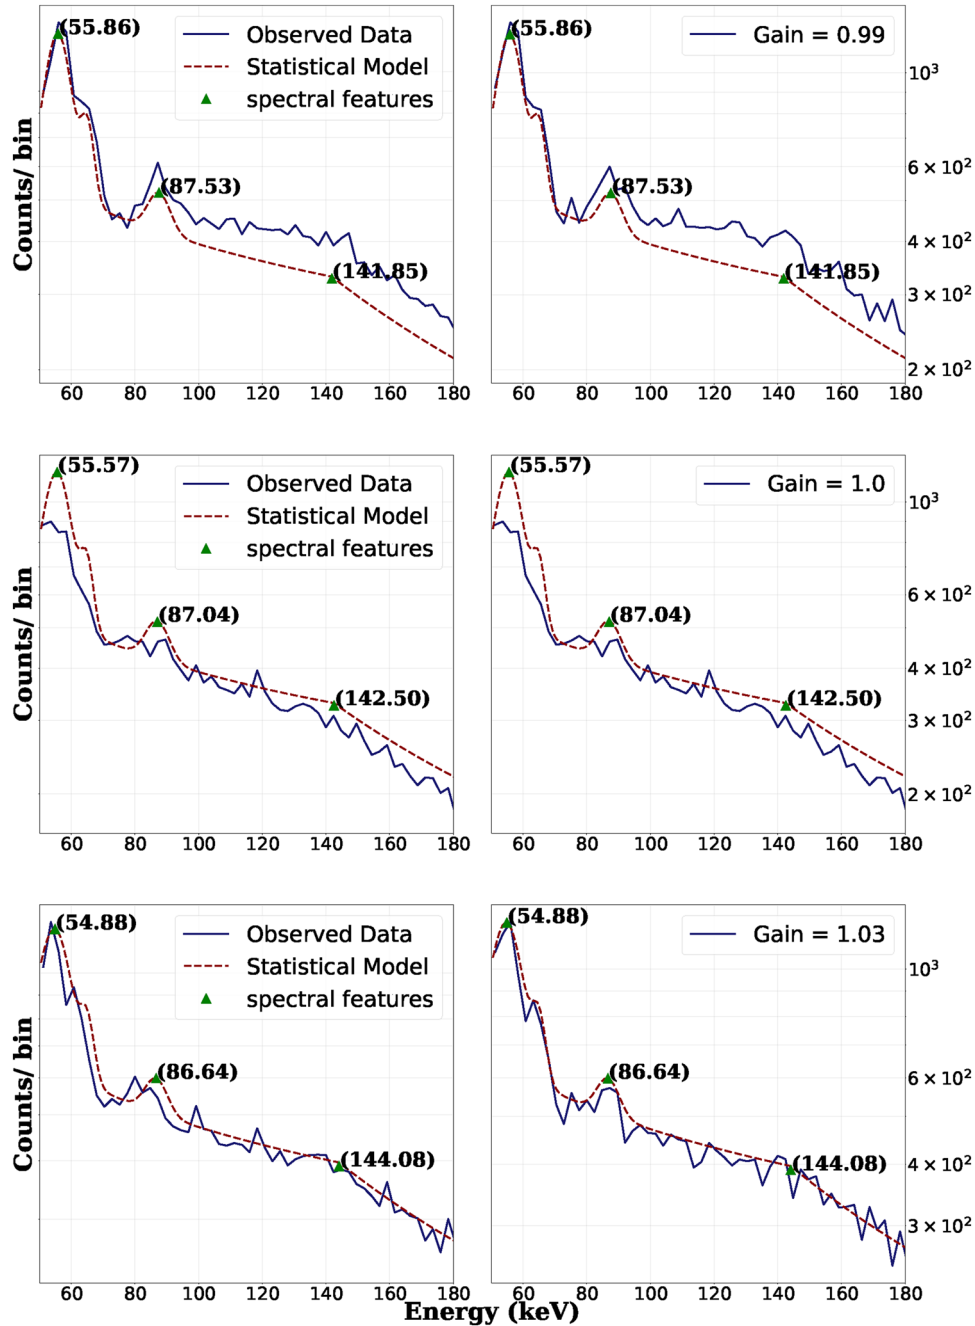 (55.86)
Observed Data
Statistical Model
spectral features
(87.53)
(141.85)
Counts/ bin
60 80 100 120 140 160 180
(55.86)
Gain = 0.99
(87.53)
(141.85)
10³
6 × 10²
4 × 10²
3 × 10²
2 × 10²
60 80 100 120 140 160 180
(55.57)
Observed Data
Statistical Model
spectral features
(87.04)
(142.50)
Counts/ bin
60 80 100 120 140 160 180
(55.57)
Gain = 1.0
(87.04)
(142.50)
10³
6 × 10²
4 × 10²
3 × 10²
2 × 10²
60 80 100 120 140 160 180
(54.88)
Observed Data
Statistical Model
spectral features
(86.64)
(144.08)
Counts/ bin
60 80 100 120 140 160 180
(54.88)
Gain = 1.03
(86.64)
(144.08)
10³
6 × 10²
4 × 10²
3 × 10²
60 80 100 120 140 160 180
Energy (keV)